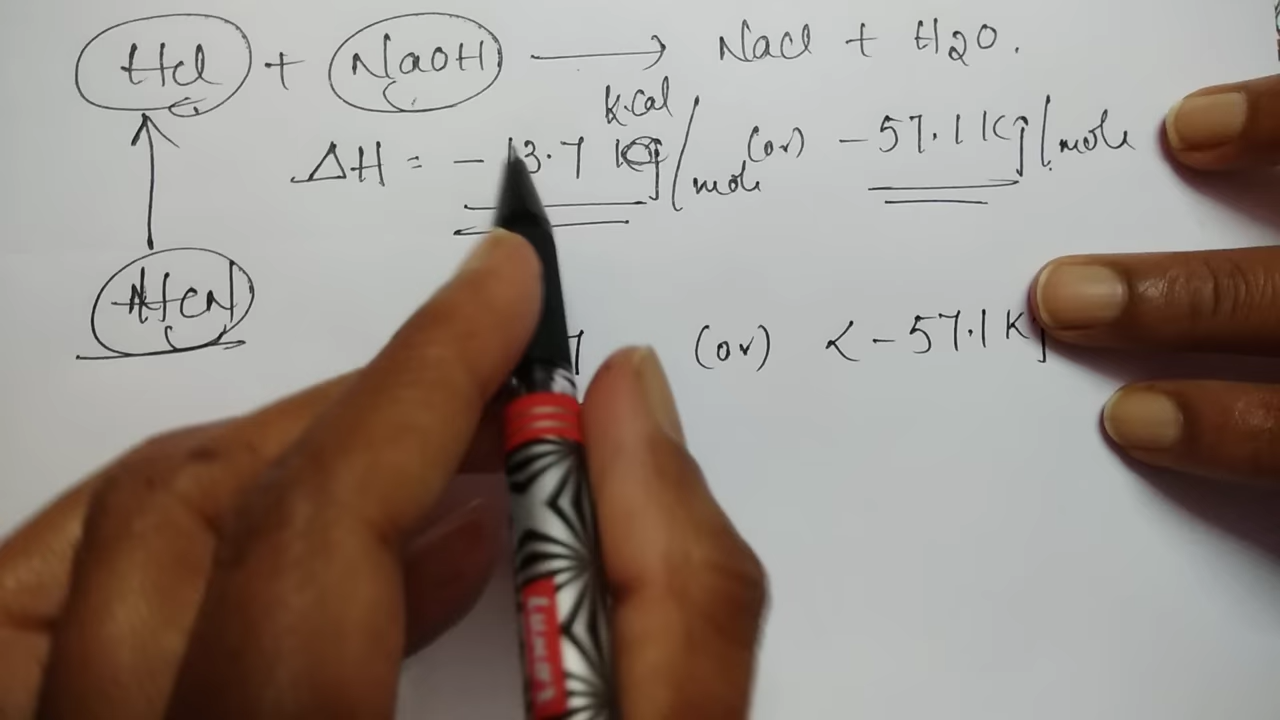 Hcl + NaOH → Nacl + H2O.
k.cal
ΔH = -13.7 /mole (or) -57.1 KJ/mole
HCN
7 (or) < -57.1 KJ